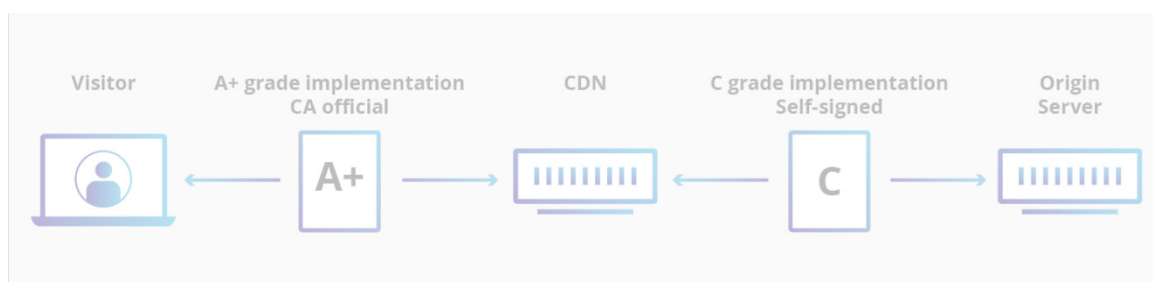 Visitor
A+ grade implementation
CA official
CDN
C grade implementation
Self-signed
Origin
Server
A+
C